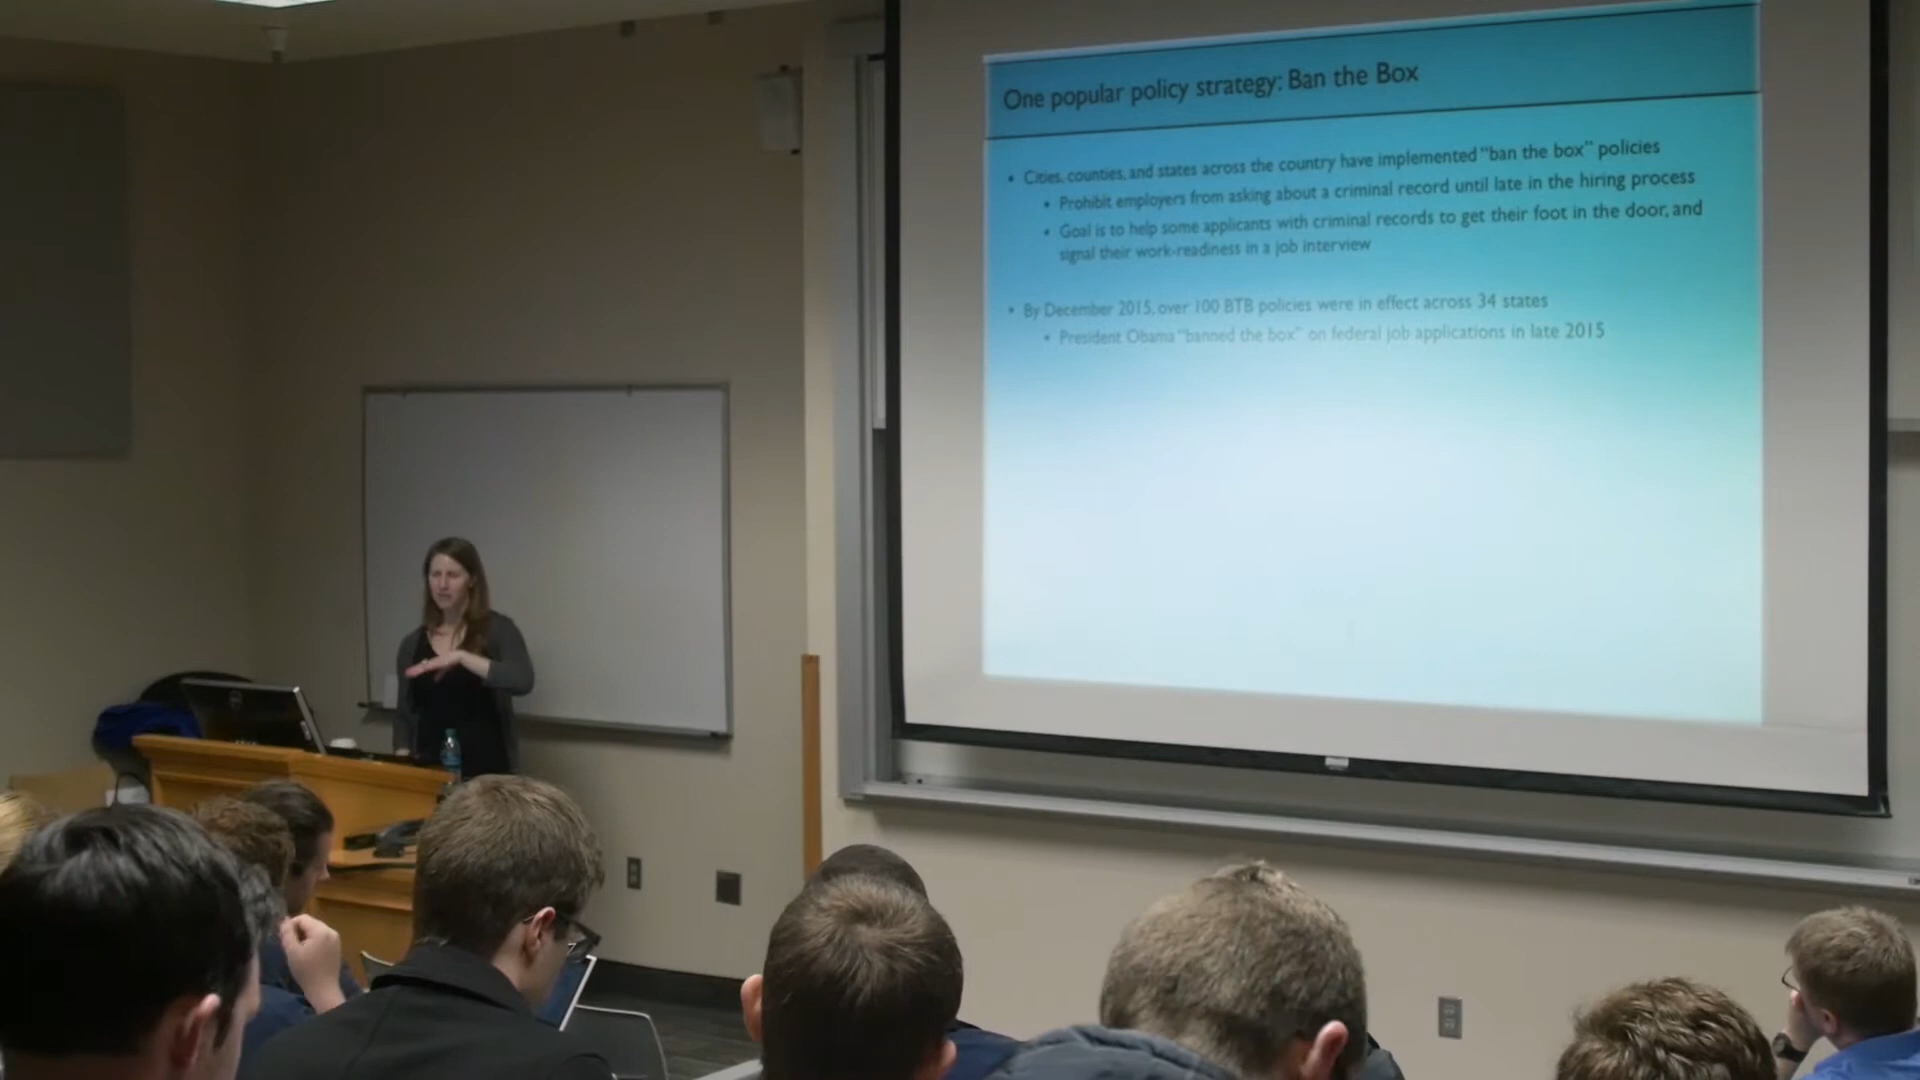 One popular policy strategy: Ban the Box
• Cities, counties, and states across the country have implemented "ban the box" policies
• Prohibit employers from asking about a criminal record until late in the hiring process
• Goal is to help some applicants with criminal records to get their foot in the door, and
signal their work-readiness in a job interview
• By December 2015, over 100 BTB policies were in effect across 34 states
• President Obama "banned the box" on federal job applications in late 2015